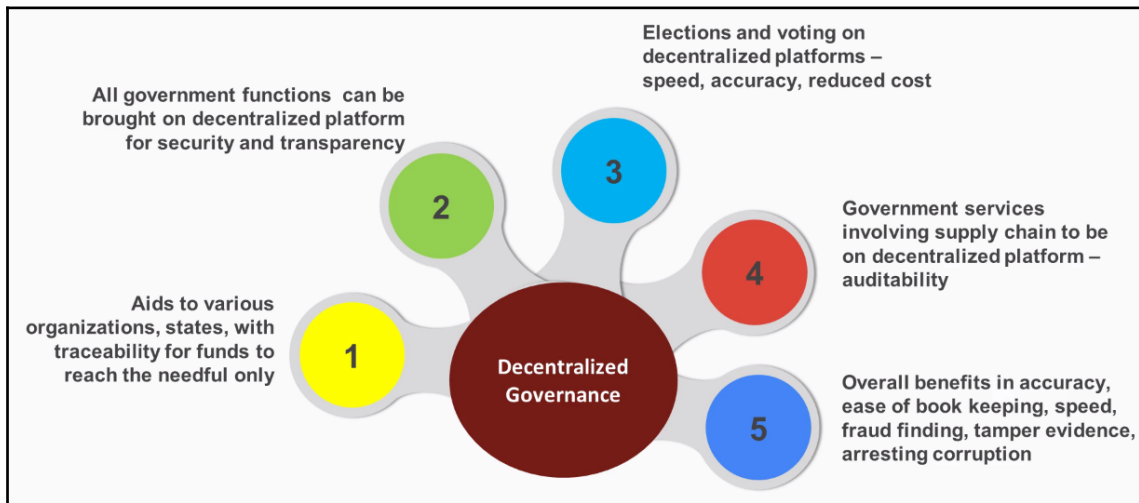 Elections and voting on
decentralized platforms –
speed, accuracy, reduced cost
All government functions can be
brought on decentralized platform
for security and transparency
3
2
Government services
involving supply chain to be
on decentralized platform –
auditability
4
Aids to various
organizations, states, with
traceability for funds to
reach the needful only
1
Decentralized
Governance
Overall benefits in accuracy,
ease of book keeping, speed,
fraud finding, tamper evidence,
arresting corruption
5